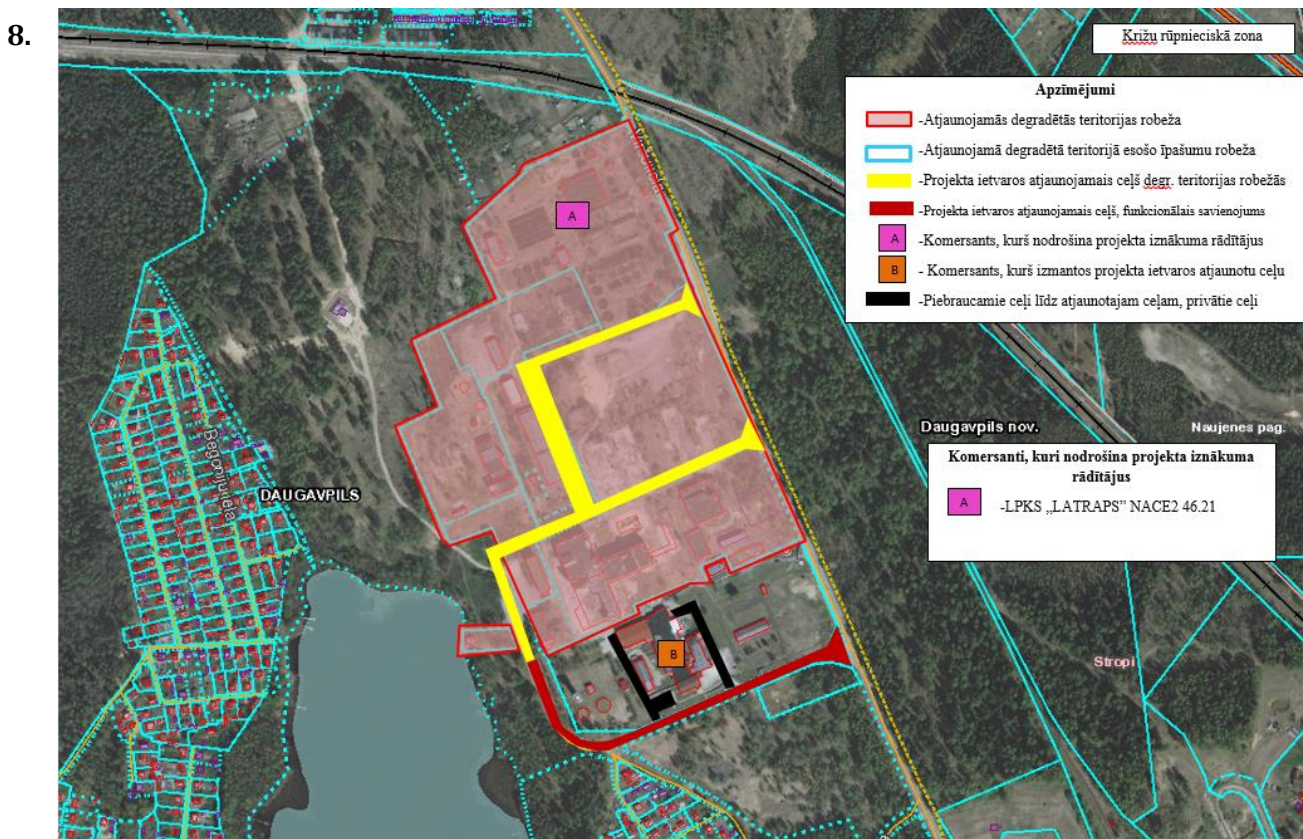 8.
Križu rūpnieciskā zona
Apzīmējumi
-Atjaunojamās degradētās teritorijas robeža
-Atjaunojamā degradētā teritorijā esošo īpašumu robeža
-Projekta ietvaros atjaunojamais ceļš degr. teritorijas robežās
-Projekta ietvaros atjaunojamais ceļš, funkcionālais savienojums
A -Komersants, kurš nodrošina projekta iznākuma rādītājus
B - Komersants, kurš izmantos projekta ietvaros atjaunotu ceļu
-Piebraucamie ceļi līdz atjaunotajam ceļam, privātie ceļi
A
Daugavpils nov.
Naujenes pag.
Komersanti, kuri nodrošina projekta iznākuma
rādītājus
A -LPKS „LATRAPS” NACE2 46.21
Begoniju iela
DAUGAVPILS
B
Stropi